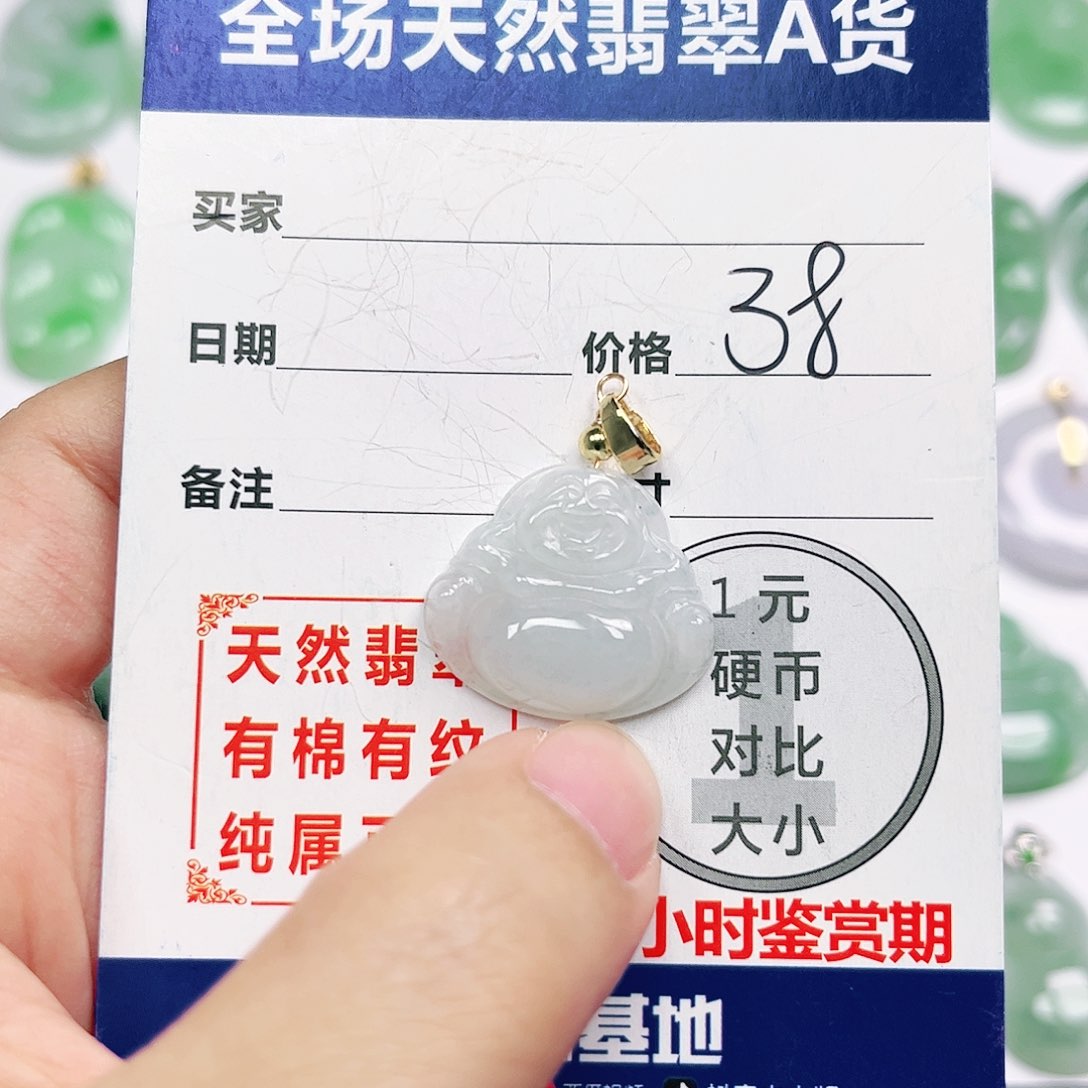 全场天然翡翠A货
买家
日期
价格 38
备注
寸
天然翡翠
有棉有纹
纯属
1元
硬币
对比
大小
小时鉴赏期
基地